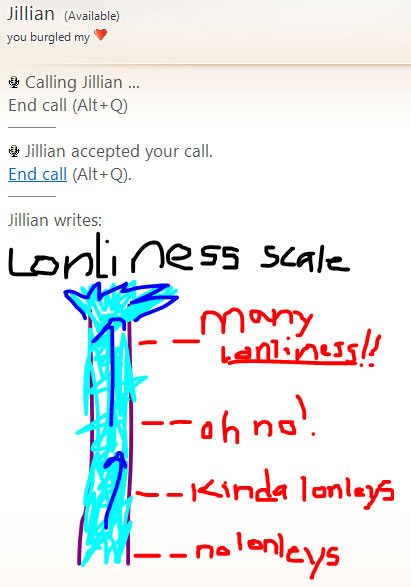 Jillian (Available)
you burgled my
Calling Jillian ...
End call (Alt+Q)
Jillian accepted your call.
End call (Alt+Q).
Jillian writes:
Lonliness scale
many
lonliness!!
oh no!.
Kinda lonleys
no lonleys